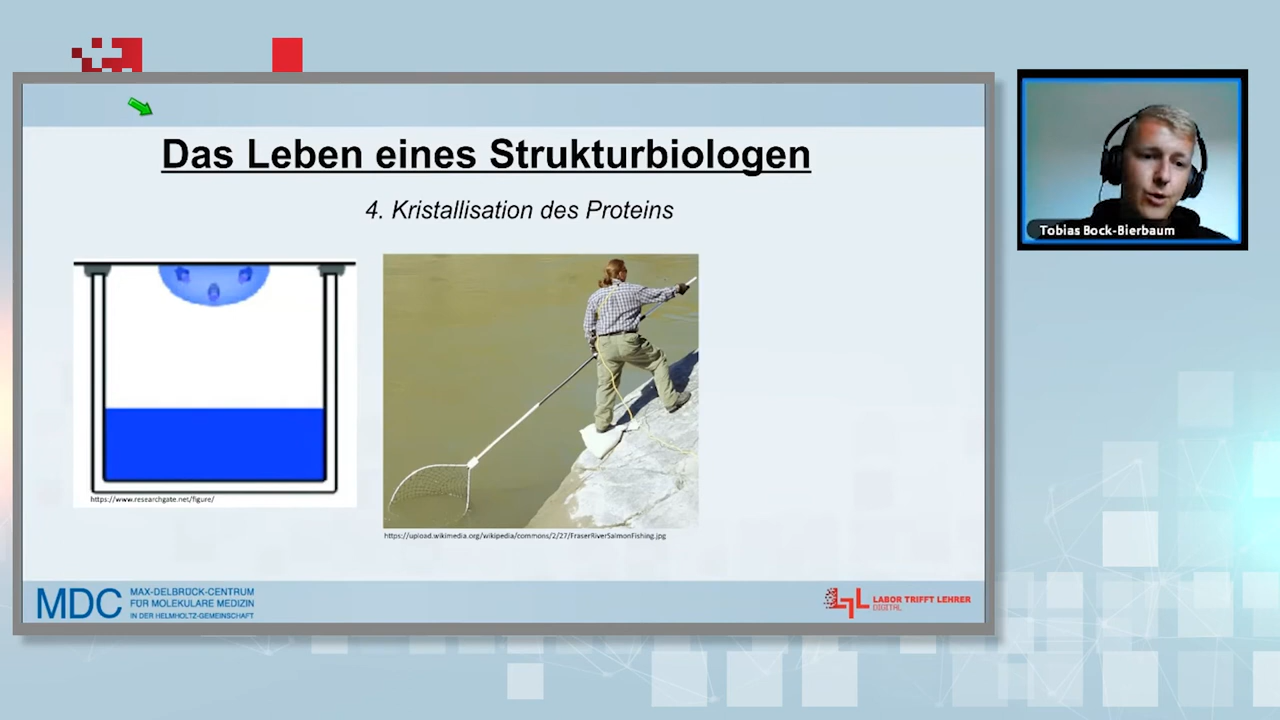 Das Leben eines Strukturbiologen
4. Kristallisation des Proteins
https://www.researchgate.net/figure/
https://upload.wikimedia.org/wikipedia/commons/2/27/FraserRiverSalmonFishing.jpg
MDC
MAX-DELBRÜCK-CENTRUM
FÜR MOLEKULARE MEDIZIN
IN DER HELMHOLTZ-GEMEINSCHAFT
LTL
LABOR TRIFFT LEHRER
DIGITAL
Tobias Bock-Bierbaum